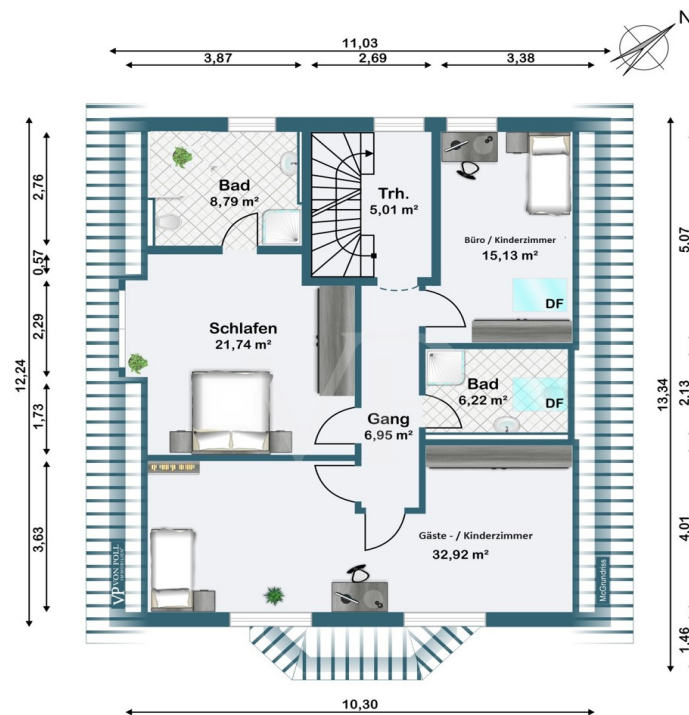 N
11,03
3,87
2,69
3,38
2,76
0,57
2,29
1,73
3,63
12,24
5,07
2,13
4,01
1,46
13,34
Bad
8,79 m²
Trh.
5,01 m²
Büro / Kinderzimmer
15,13 m²
DF
Schlafen
21,74 m²
Bad
6,22 m²
DF
Gang
6,95 m²
Gäste - / Kinderzimmer
32,92 m²
VP VON POLL
IMMOBILIEN
McGrundriss
10,30